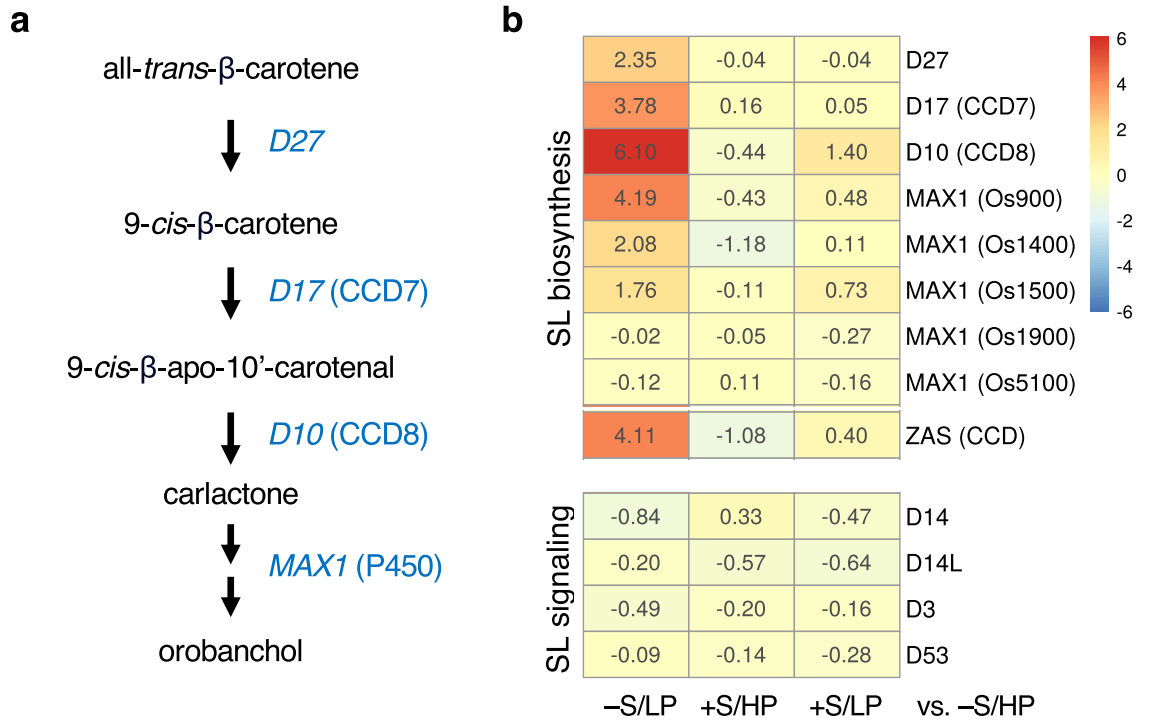 a
all-trans-β-carotene
D27
9-cis-β-carotene
D17 (CCD7)
9-cis-β-apo-10’-carotenal
D10 (CCD8)
carlactone
MAX1 (P450)
orobanchol
b
SL biosynthesis
2.35 -0.04 -0.04 D27
3.78 0.16 0.05 D17 (CCD7)
6.10 -0.44 1.40 D10 (CCD8)
4.19 -0.43 0.48 MAX1 (Os900)
2.08 -1.18 0.11 MAX1 (Os1400)
1.76 -0.11 0.73 MAX1 (Os1500)
-0.02 -0.05 -0.27 MAX1 (Os1900)
-0.12 0.11 -0.16 MAX1 (Os5100)
4.11 -1.08 0.40 ZAS (CCD)
SL signaling
-0.84 0.33 -0.47 D14
-0.20 -0.57 -0.64 D14L
-0.49 -0.20 -0.16 D3
-0.09 -0.14 -0.28 D53
–S/LP +S/HP +S/LP vs. –S/HP
6
4
2
0
-2
-4
-6